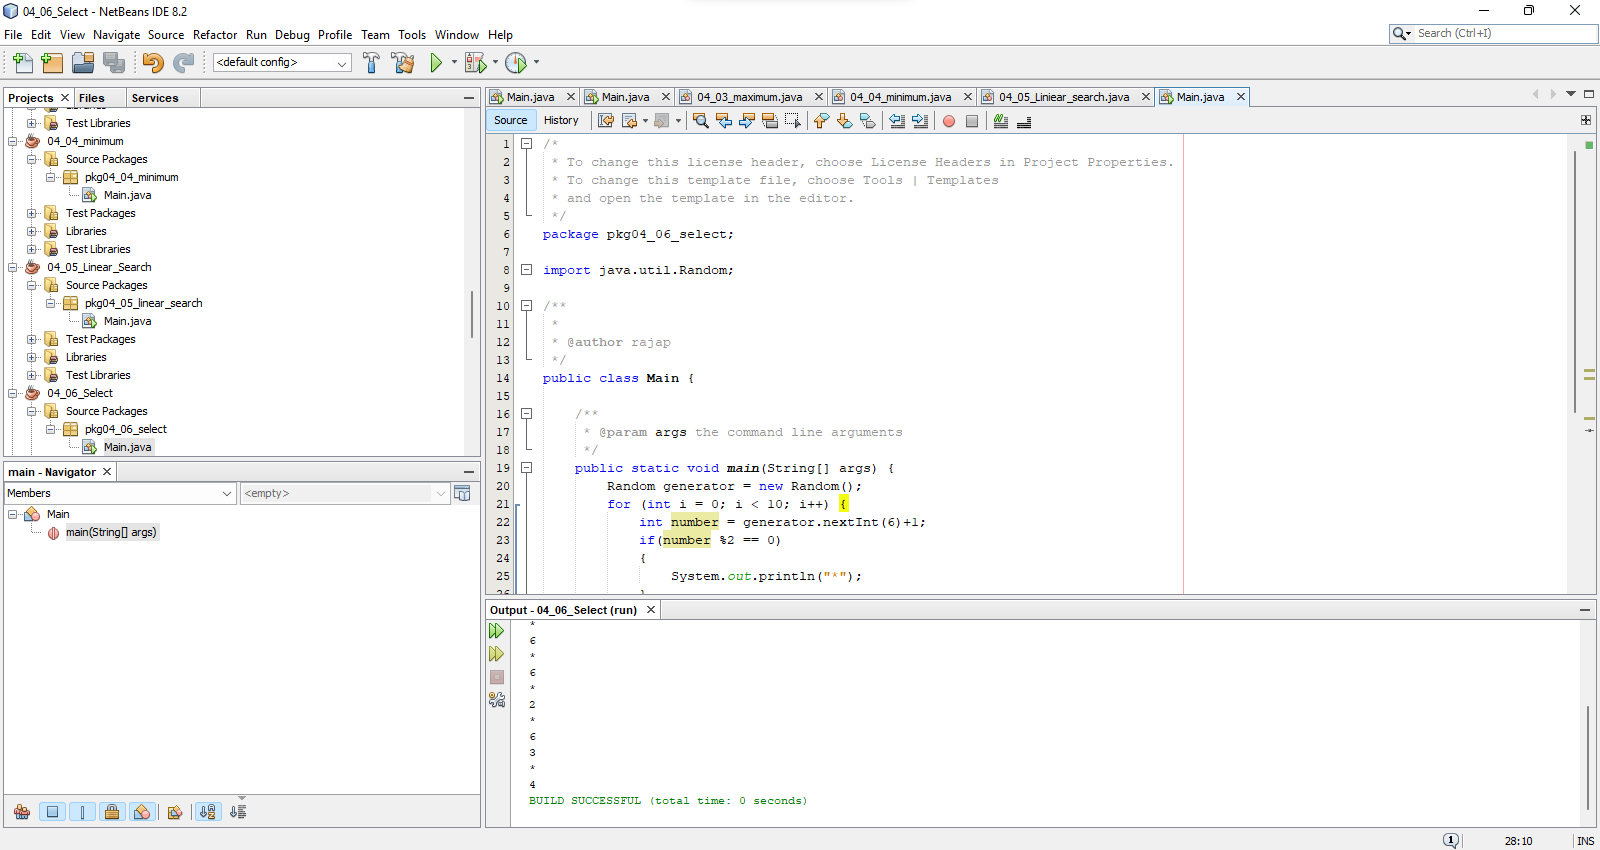 04_06_Select - NetBeans IDE 8.2
File Edit View Navigate Source Refactor Run Debug Profile Team Tools Window Help
Search (Ctrl+I)
<default config>
Projects Files Services
Test Libraries
04_04_minimum
Source Packages
pkg04_04_minimum
Main.java
Test Packages
Libraries
Test Libraries
04_05_Linear_Search
Source Packages
pkg04_05_linear_search
Main.java
Test Packages
Libraries
Test Libraries
04_06_Select
Source Packages
pkg04_06_select
Main.java
main - Navigator
Members <empty>
Main
main(String[] args)
Main.java Main.java 04_03_maximum.java 04_04_minimum.java 04_05_Liniear_search.java Main.java
Source History
1 /*
2 * To change this license header, choose License Headers in Project Properties.
3 * To change this template file, choose Tools | Templates
4 * and open the template in the editor.
5 */
6 package pkg04_06_select;
7
8 import java.util.Random;
9
10 /**
11 *
12 * @author rajap
13 */
14 public class Main {
15
16 /**
17 * @param args the command line arguments
18 */
19 public static void main(String[] args) {
20 Random generator = new Random();
21 for (int i = 0; i < 10; i++) {
22 int number = generator.nextInt(6)+1;
23 if(number %2 == 0)
24 {
25 System.out.println("*");
Output - 04_06_Select (run)
*
6
*
6
*
2
*
6
3
*
4
BUILD SUCCESSFUL (total time: 0 seconds)
1 28:10 INS